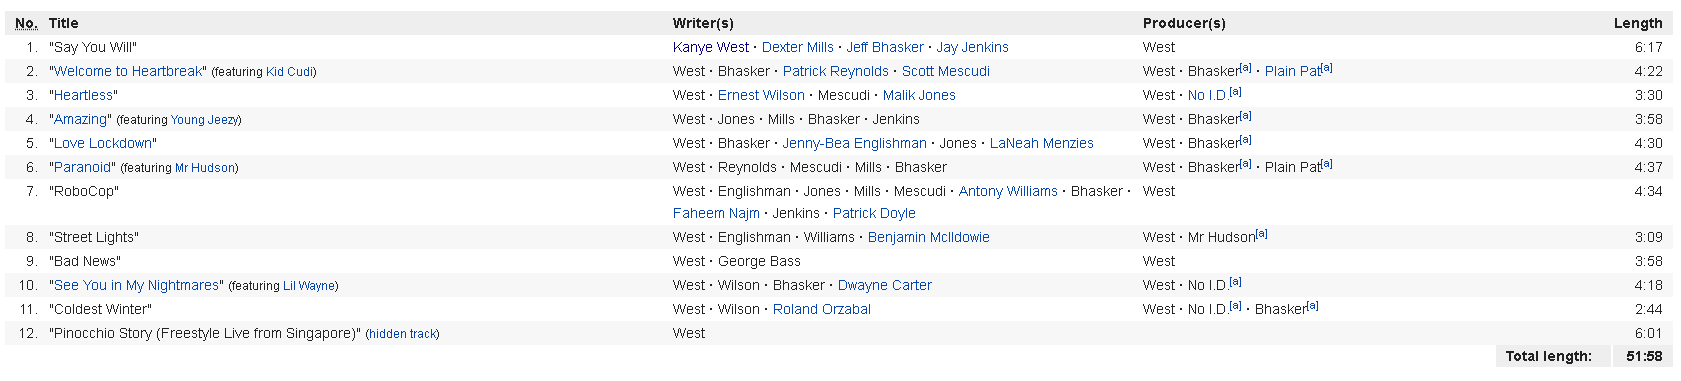 No. Title Writer(s) Producer(s) Length
1. "Say You Will" Kanye West · Dexter Mills · Jeff Bhasker · Jay Jenkins West 6:17
2. "Welcome to Heartbreak" (featuring Kid Cudi) West · Bhasker · Patrick Reynolds · Scott Mescudi West · Bhasker[a] · Plain Pat[a] 4:22
3. "Heartless" West · Ernest Wilson · Mescudi · Malik Jones West · No I.D.[a] 3:30
4. "Amazing" (featuring Young Jeezy) West · Jones · Mills · Bhasker · Jenkins West · Bhasker[a] 3:58
5. "Love Lockdown" West · Bhasker · Jenny-Bea Englishman · Jones · LaNeah Menzies West · Bhasker[a] 4:30
6. "Paranoid" (featuring Mr Hudson) West · Reynolds · Mescudi · Mills · Bhasker West · Bhasker[a] · Plain Pat[a] 4:37
7. "RoboCop" West · Englishman · Jones · Mills · Mescudi · Antony Williams · Bhasker · West 4:34
Faheem Najm · Jenkins · Patrick Doyle
8. "Street Lights" West · Englishman · Williams · Benjamin McIldowie West · Mr Hudson[a] 3:09
9. "Bad News" West · George Bass West 3:58
10. "See You in My Nightmares" (featuring Lil Wayne) West · Wilson · Bhasker · Dwayne Carter West · No I.D.[a] 4:18
11. "Coldest Winter" West · Wilson · Roland Orzabal West · No I.D.[a] · Bhasker[a] 2:44
12. "Pinocchio Story (Freestyle Live from Singapore)" (hidden track) West 6:01
Total length: 51:58